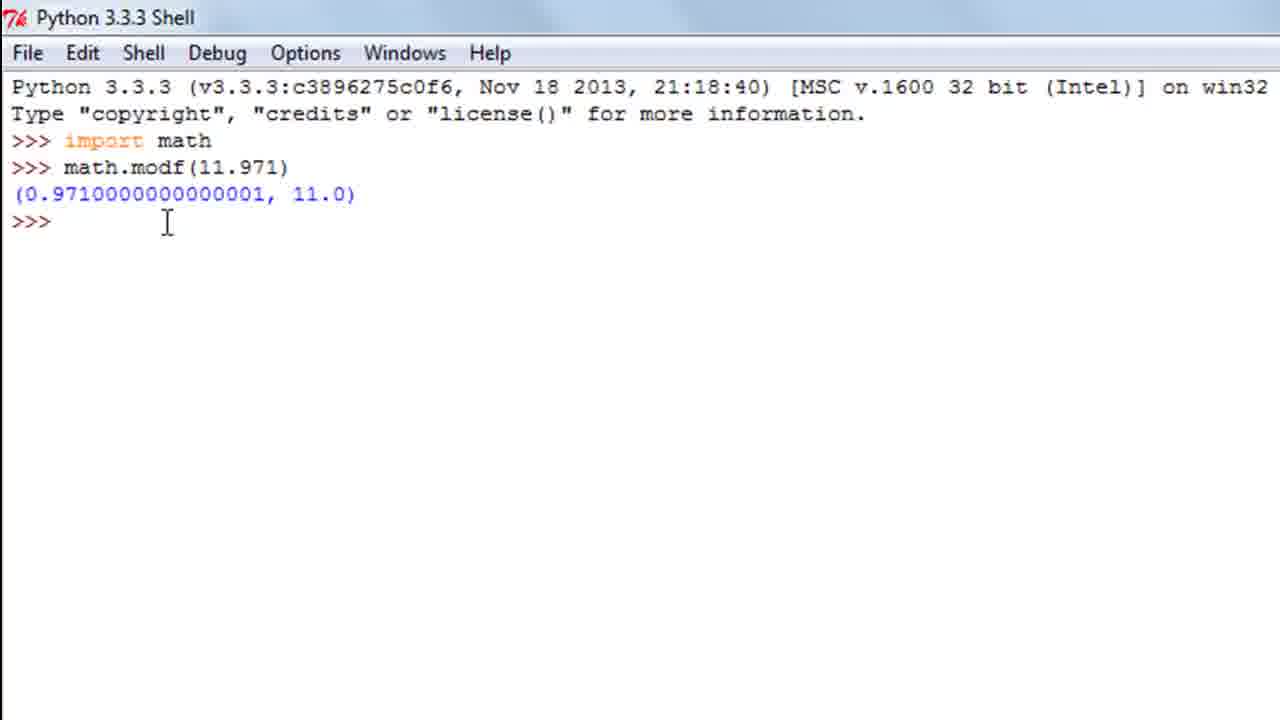 Python 3.3.3 Shell
File Edit Shell Debug Options Windows Help
Python 3.3.3 (v3.3.3:c3896275c0f6, Nov 18 2013, 21:18:40) [MSC v.1600 32 bit (Intel)] on win32
Type "copyright", "credits" or "license()" for more information.
>>> import math
>>> math.modf(11.971)
(0.9710000000000001, 11.0)
>>>